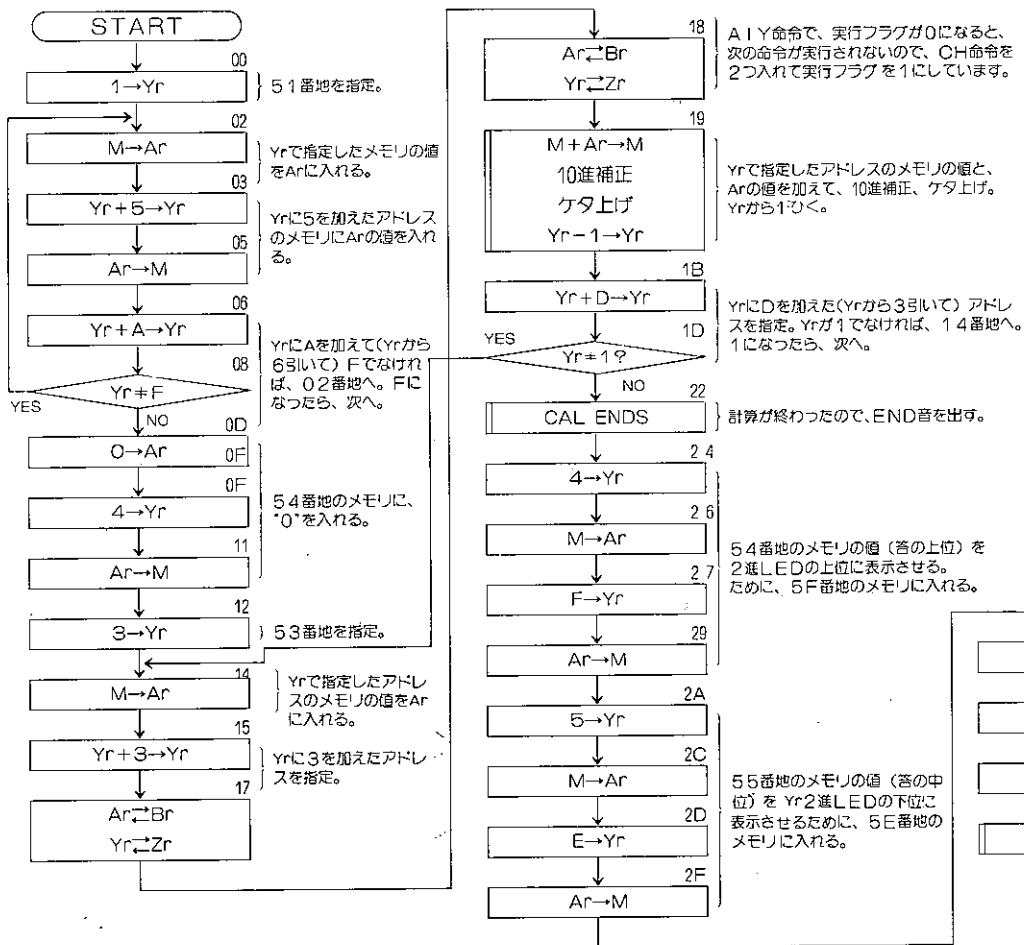 START
00
1→Yr
51番地を指定。
02
M→Ar
Yrで指定したメモリの値
をArに入れる。
03
Yr+5→Yr
05
Ar→M
Yrに5を加えたアドレス
のメモリにArの値を入れ
る。
06
Yr+A→Yr
08
Yr≠F
YES
NO
YrにAを加えて(Yrから
6引いて)Fでなけれ
ば、02番地へ。Fに
なったら、次へ。
0D
0→Ar
0F
0F
4→Yr
11
Ar→M
54番地のメモリに、
"0"を入れる。
12
3→Yr
53番地を指定。
14
M→Ar
Yrで指定したアドレ
スのメモリの値をAr
に入れる。
15
Yr+3→Yr
Yrに3を加えたアドレ
スを指定。
17
Ar⇄Br
Yr⇄Zr
18
Ar⇄Br
Yr⇄Zr
AIY命令で、実行フラグが0になると、
次の命令が実行されないので、CH命令を
2つ入れて実行フラグを1にしています。
19
M+Ar→M
10進補正
ケタ上げ
Yr-1→Yr
Yrで指定したアドレスのメモリの値と、
Arの値を加えて、10進補正、ケタ上げ。
Yrから1ひく。
1B
Yr+D→Yr
1D
YES
Yr≠1?
NO
YrにDを加えた(Yrから3引いて)アドレ
スを指定。Yrが1でなければ、14番地へ。
1になったら、次へ。
22
CAL ENDS
計算が終わったので、END音を出す。
24
4→Yr
26
M→Ar
27
F→Yr
29
Ar→M
54番地のメモリの値(答の上位)を
2進LEDの上位に表示させる。
ために、5F番地のメモリに入れる。
2A
5→Yr
2C
M→Ar
2D
E→Yr
2F
Ar→M
55番地のメモリの値(答の中
位)をYr2進LEDの下位に
表示させるために、5E番地の
メモリに入れる。